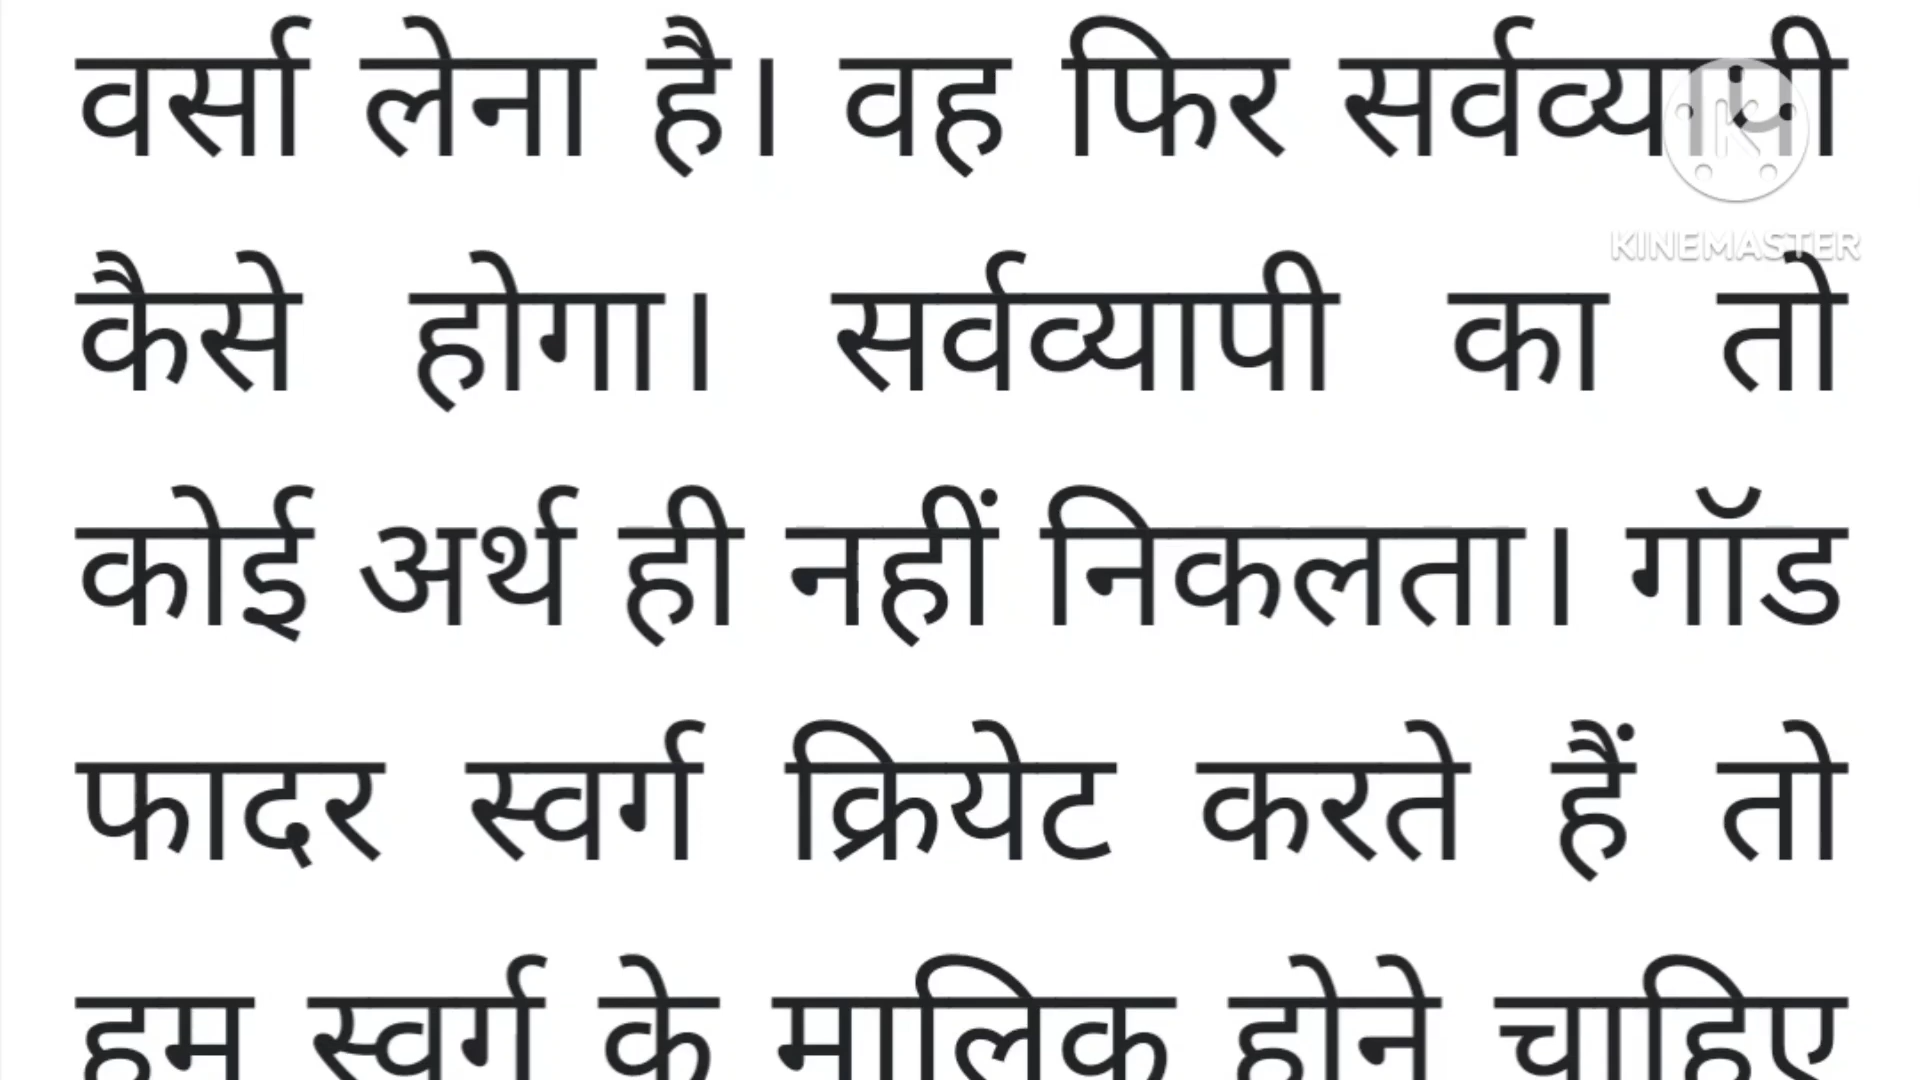 वर्सा लेना है। वह फिर सर्वव्यापी
KINEMASTER
कैसे होगा। सर्वव्यापी का तो
कोई अर्थ ही नहीं निकलता। गॉड
फादर स्वर्ग क्रियेट करते हैं तो
हम स्वर्ग के मालिक होने चाहिए